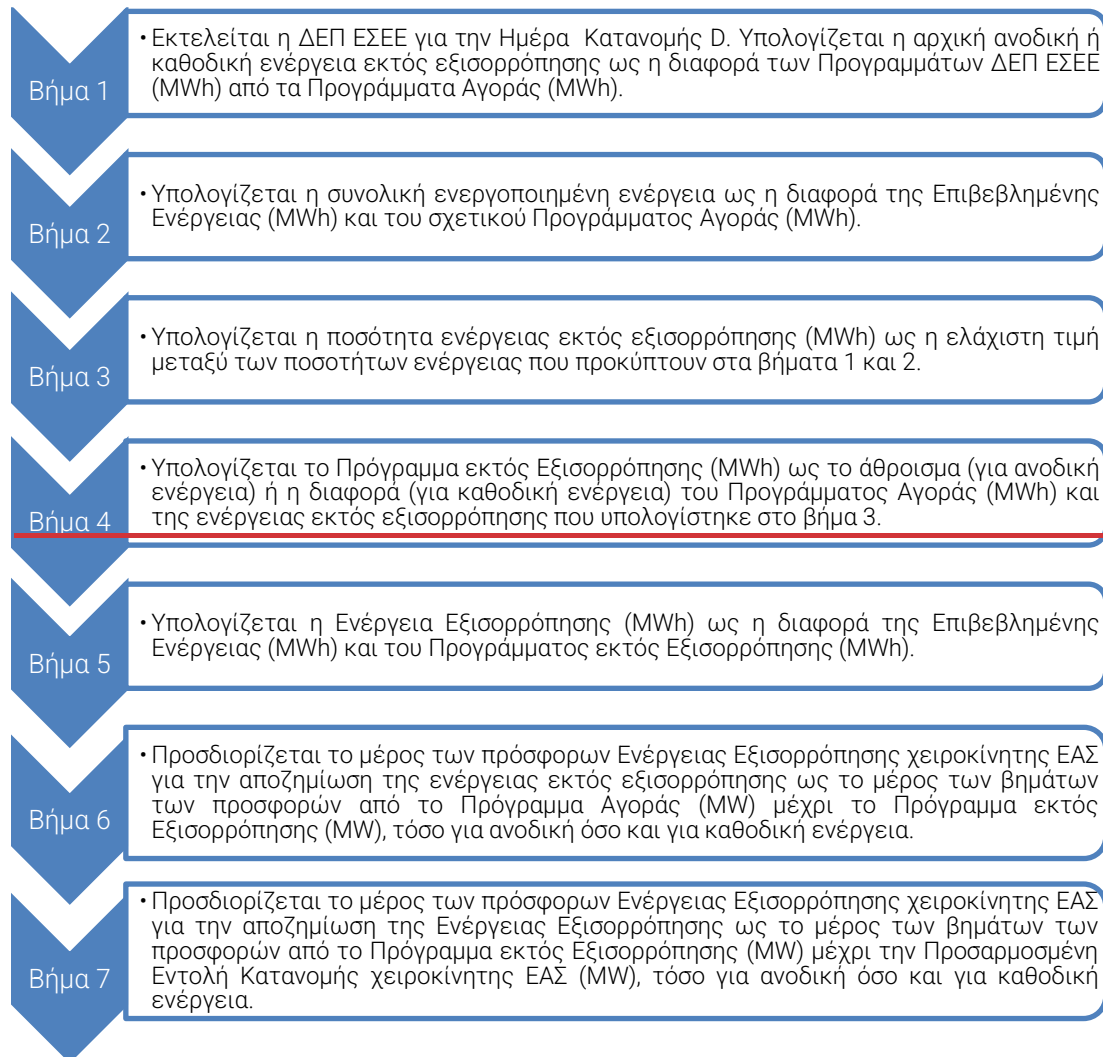 Βήμα 1
• Εκτελείται η ΔΕΠ ΕΣΕΕ για την Ημέρα Κατανομής D. Υπολογίζεται η αρχική ανοδική ή
καθοδική ενέργεια εκτός εξισορρόπησης ως η διαφορά των Προγραμμάτων ΔΕΠ ΕΣΕΕ
(MWh) από τα Προγράμματα Αγοράς (MWh).
Βήμα 2
• Υπολογίζεται η συνολική ενεργοποιημένη ενέργεια ως η διαφορά της Επιβεβλημένης
Ενέργειας (MWh) και του σχετικού Προγράμματος Αγοράς (MWh).
Βήμα 3
• Υπολογίζεται η ποσότητα ενέργειας εκτός εξισορρόπησης (MWh) ως η ελάχιστη τιμή
μεταξύ των ποσοτήτων ενέργειας που προκύπτουν στα βήματα 1 και 2.
Βήμα 4
• Υπολογίζεται το Πρόγραμμα εκτός Εξισορρόπησης (MWh) ως το άθροισμα (για ανοδική
ενέργεια) ή η διαφορά (για καθοδική ενέργεια) του Προγράμματος Αγοράς (MWh) και
της ενέργειας εκτός εξισορρόπησης που υπολογίστηκε στο βήμα 3.
Βήμα 5
• Υπολογίζεται η Ενέργεια Εξισορρόπησης (MWh) ως η διαφορά της Επιβεβλημένης
Ενέργειας (MWh) και του Προγράμματος εκτός Εξισορρόπησης (MWh).
Βήμα 6
• Προσδιορίζεται το μέρος των πρόσφορων Ενέργειας Εξισορρόπησης χειροκίνητης ΕΑΣ
για την αποζημίωση της ενέργειας εκτός εξισορρόπησης ως το μέρος των βημάτων
των προσφορών από το Πρόγραμμα Αγοράς (MW) μέχρι το Πρόγραμμα εκτός
Εξισορρόπησης (MW), τόσο για ανοδική όσο και για καθοδική ενέργεια.
Βήμα 7
• Προσδιορίζεται το μέρος των πρόσφορων Ενέργειας Εξισορρόπησης χειροκίνητης ΕΑΣ
για την αποζημίωση της Ενέργειας Εξισορρόπησης ως το μέρος των βημάτων των
προσφορών από το Πρόγραμμα εκτός Εξισορρόπησης (MW) μέχρι την Προσαρμοσμένη
Εντολή Κατανομής χειροκίνητης ΕΑΣ (MW), τόσο για ανοδική όσο και για καθοδική
ενέργεια.